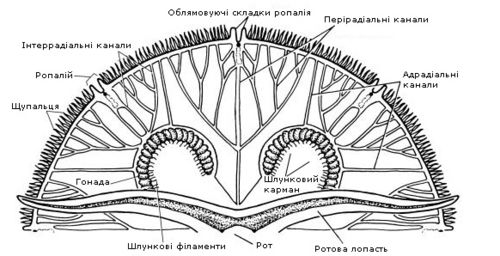 Облямовуючі складки ропалія
Перірадіальні канали
Інтеррадіальні канали
Ропалій
Адрадіальні
канали
Щупальця
Шлунковий
карман
Гонада
Шлункові філаменти
Рот
Ротова лопасть